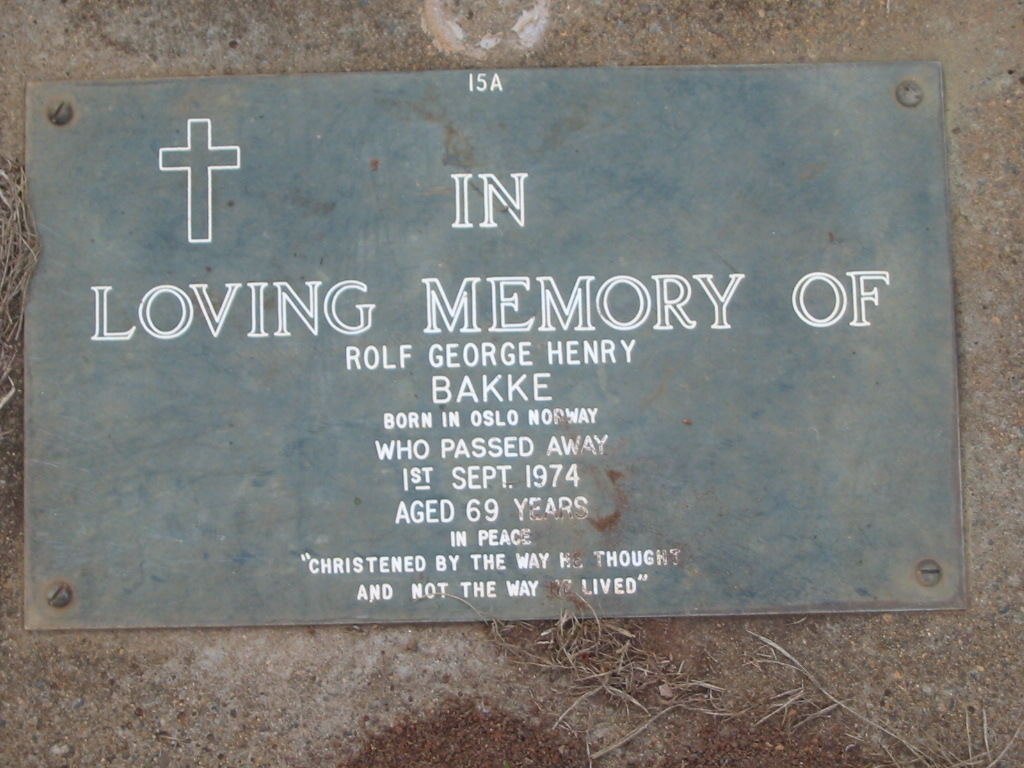 15A
IN
LOVING MEMORY OF
ROLF GEORGE HENRY
BAKKE
BORN IN OSLO NORWAY
WHO PASSED AWAY
1ST SEPT. 1974
AGED 69 YEARS
IN PEACE
"CHRISTENED BY THE WAY HE THOUGHT
AND NOT THE WAY HE LIVED"